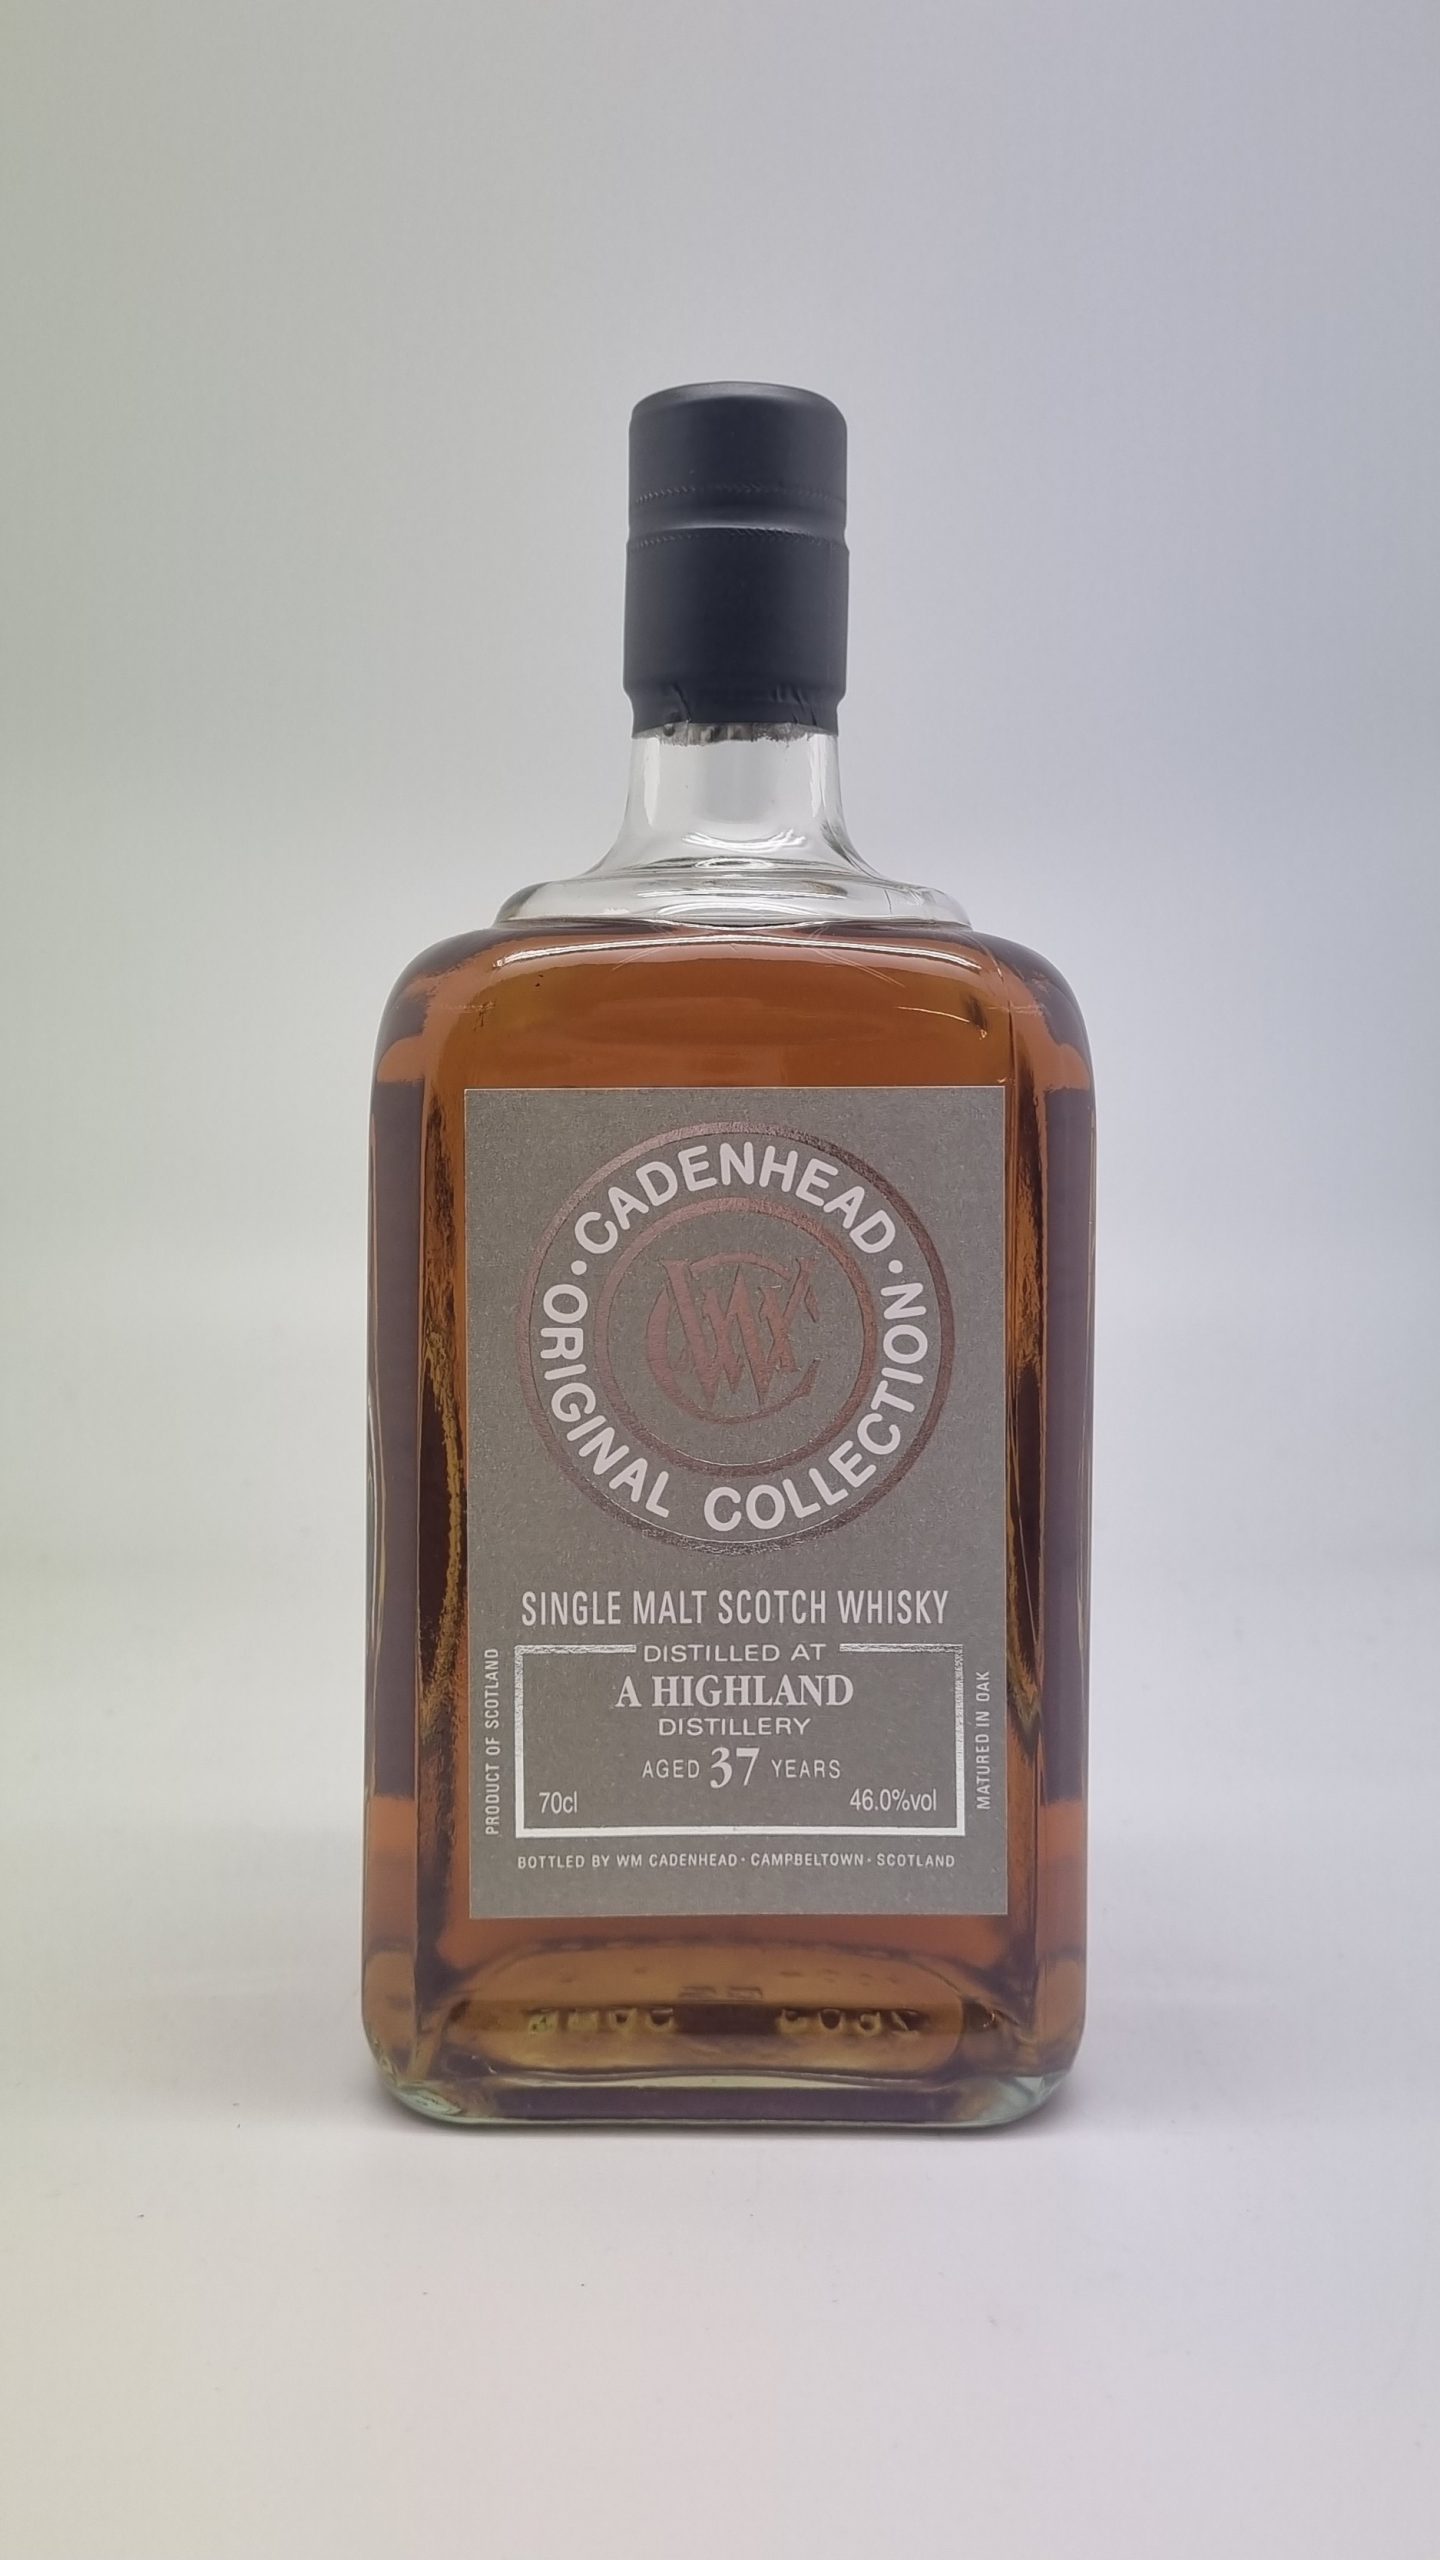 · CADENHEAD ·
ORIGINAL COLLECTION
WC
SINGLE MALT SCOTCH WHISKY
DISTILLED AT
A HIGHLAND
DISTILLERY
AGED 37 YEARS
70cl 46.0%vol
PRODUCT OF SCOTLAND
MATURED IN OAK
BOTTLED BY WM CADENHEAD · CAMPBELTOWN · SCOTLAND